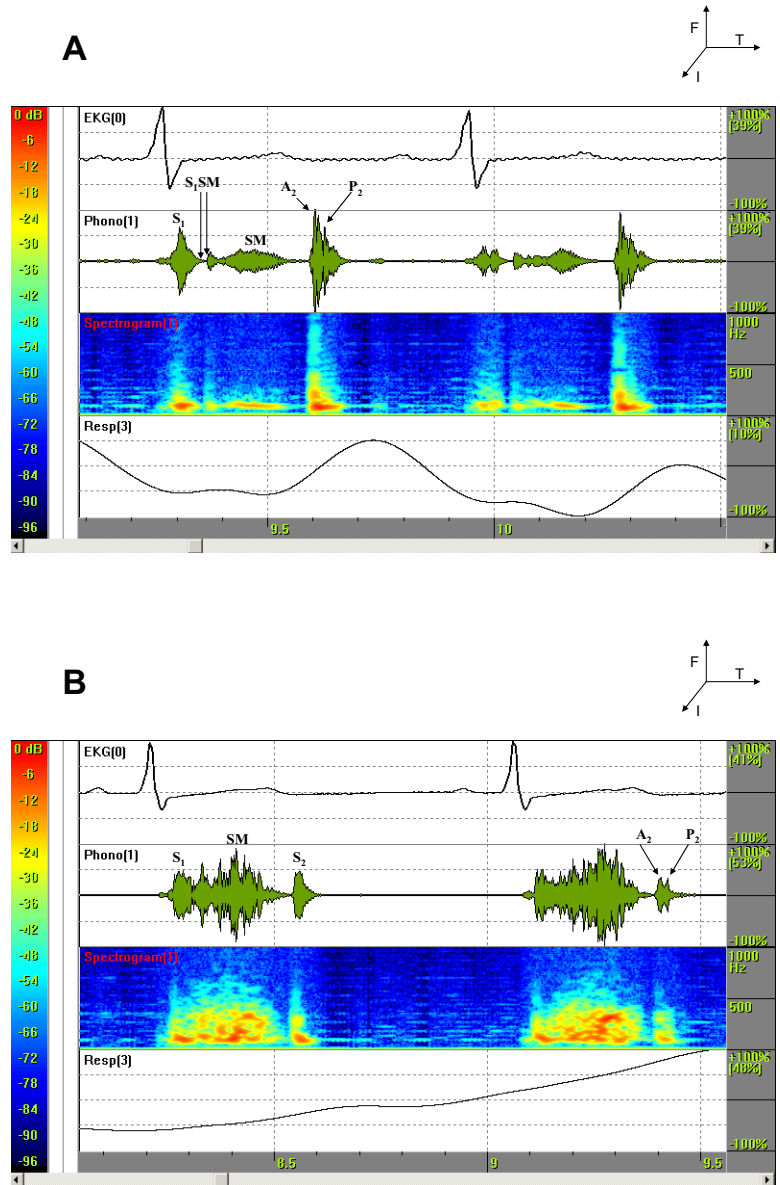 A
F
T
I
0 dB
-6
-12
-18
-24
-30
-36
-42
-48
-54
-60
-66
-72
-78
-84
-90
-96
EKG(0)
+100%
(39%)
-100%
S₁SM
A₂
P₂
Phono(1)
S₁
SM
+100%
(39%)
-100%
Spectrogram(1)
1000
Hz
500
Resp(3)
+100%
(10%)
-100%
9.5
10
B
F
T
I
0 dB
-6
-12
-18
-24
-30
-36
-42
-48
-54
-60
-66
-72
-78
-84
-90
-96
EKG(0)
+100%
(41%)
-100%
Phono(1)
S₁
SM
S₂
A₂
P₂
+100%
(53%)
-100%
Spectrogram(1)
1000
Hz
500
Resp(3)
+100%
(48%)
-100%
8.5
9
9.5